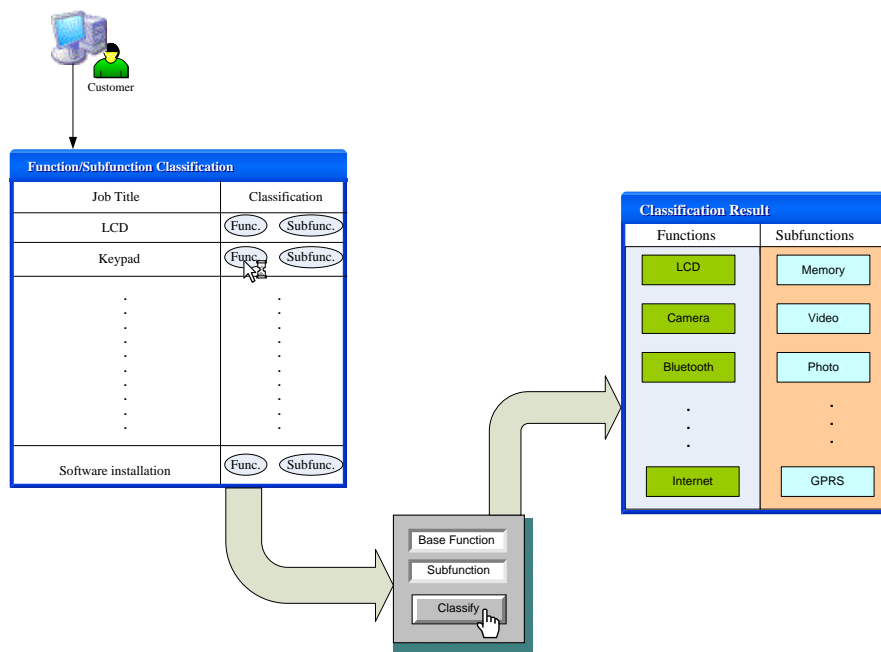 Customer
Function/Subfunction Classification
Job Title Classification
LCD Func. Subfunc.
Keypad Func. Subfunc.
Software installation Func. Subfunc.
Base Function
Subfunction
Classify
Classification Result
Functions Subfunctions
LCD Memory
Camera Video
Bluetooth Photo
Internet GPRS